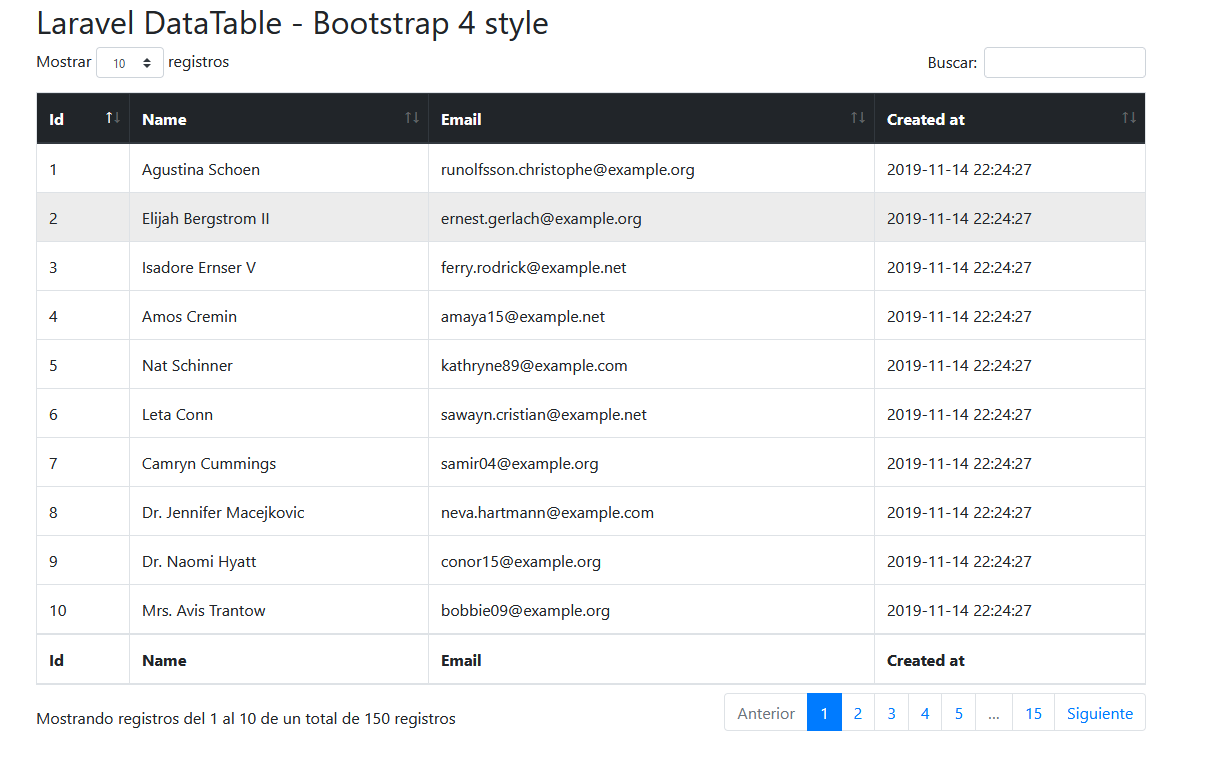 Laravel DataTable - Bootstrap 4 style
Mostrar 10 registros Buscar:
Id Name Email Created at
1 Agustina Schoen runolfsson.christophe@example.org 2019-11-14 22:24:27
2 Elijah Bergstrom II ernest.gerlach@example.org 2019-11-14 22:24:27
3 Isadore Ernser V ferry.rodrick@example.net 2019-11-14 22:24:27
4 Amos Cremin amaya15@example.net 2019-11-14 22:24:27
5 Nat Schinner kathryne89@example.com 2019-11-14 22:24:27
6 Leta Conn sawayn.cristian@example.net 2019-11-14 22:24:27
7 Camryn Cummings samir04@example.org 2019-11-14 22:24:27
8 Dr. Jennifer Macejkovic neva.hartmann@example.com 2019-11-14 22:24:27
9 Dr. Naomi Hyatt conor15@example.org 2019-11-14 22:24:27
10 Mrs. Avis Trantow bobbie09@example.org 2019-11-14 22:24:27
Id Name Email Created at
Mostrando registros del 1 al 10 de un total de 150 registros Anterior 1 2 3 4 5 ... 15 Siguiente